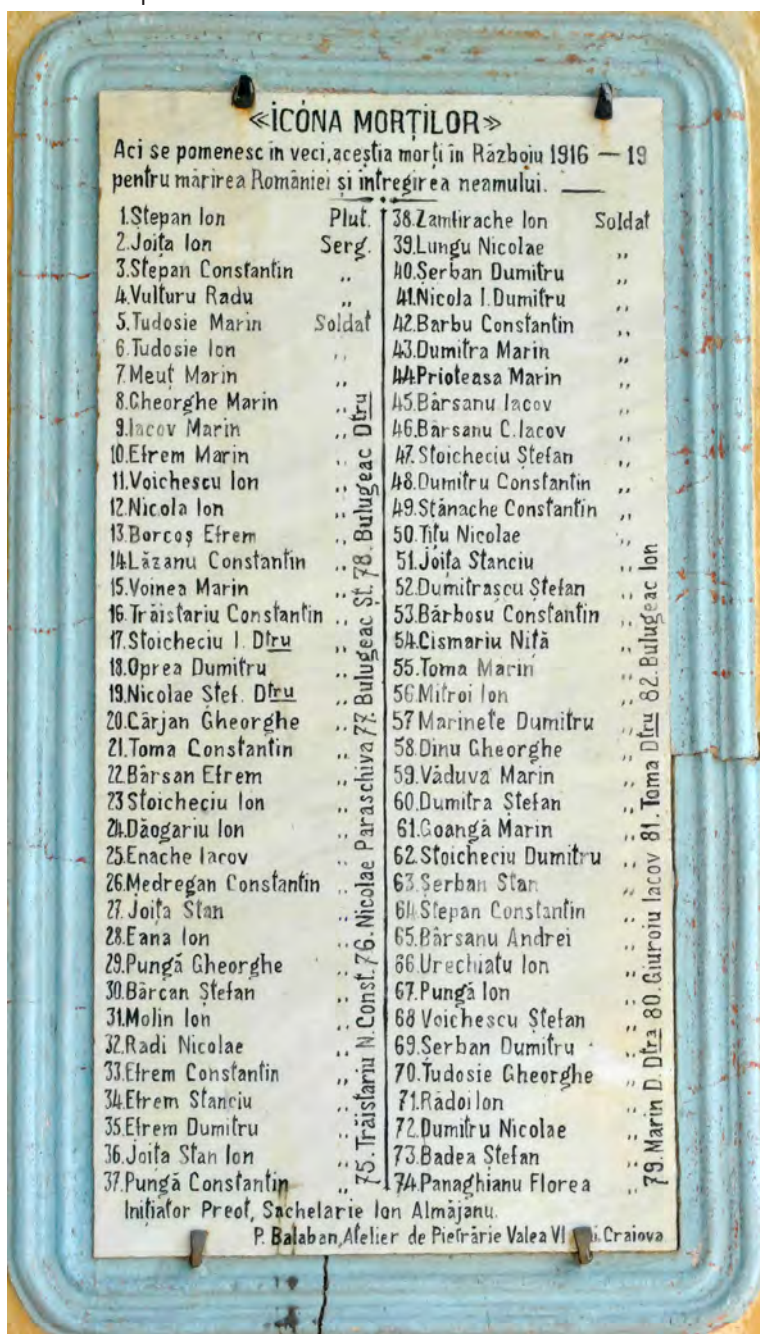 «ICÓNA MORȚILOR»
Aci se pomenesc în veci, aceștia morți în Războiu 1916 — 19
pentru mărirea României și întregirea neamului.
1. Stepan Ion Plut.
2. Joița Ion Serg.
3. Stepan Constantin ,,
4. Vulturu Radu ,,
5. Tudosie Marin Soldat
6. Tudosie Ion ,,
7. Meuț Marin ,,
8. Gheorghe Marin ,,
9. Iacov Marin ,,
10. Efrem Marin ,,
11. Voichescu Ion ,,
12. Nicola Ion ,,
13. Borcoș Efrem ,,
14. Lăzanu Constantin ,,
15. Voinea Marin ,,
16. Trăistariu Constantin ,,
17. Stoicheciu I. Dtru ,,
18. Oprea Dumitru ,,
19. Nicolae Ștef. Dtru ,,
20. Cârjan Gheorghe ,,
21. Toma Constantin ,,
22. Bârsan Efrem ,,
23 Stoicheciu Ion ,,
24. Dăogariu Ion ,,
25. Enache Iacov ,,
26. Medregan Constantin ,,
27. Joița Stan ,,
28. Eana Ion ,,
29. Pungă Gheorghe ,,
30. Bârcan Ștefan ,,
31. Molin Ion ,,
32. Radi Nicolae ,,
33. Efrem Constantin ,,
34. Efrem Stanciu ,,
35. Efrem Dumitru ,,
36. Joița Stan Ion ,,
37. Pungă Constantin ,,
75. Trăistariu N. Const. 76. Nicolae Paraschiva 77. Bulugeac Șt. 78. Bulugeac Dtru
38. Zamfirache Ion Soldat
39. Lungu Nicolae ,,
40. Șerban Dumitru ,,
41. Nicola I. Dumitru ,,
42. Barbu Constantin ,,
43. Dumitra Marin ,,
44. Prioteasa Marin ,,
45. Bârsanu Iacov ,,
46. Bârsanu C. Iacov ,,
47. Stoicheciu Ștefan ,,
48. Dumitru Constantin ,,
49. Stănache Constantin ,,
50. Țițu Nicolae ,,
51. Joița Stanciu ,,
52. Dumitrașcu Ștefan ,,
53. Bărbosu Constantin ,,
54. Cismariu Niță ,,
55. Toma Marin ,,
56. Mitroi Ion ,,
57 Marinete Dumitru ,,
58. Dinu Gheorghe ,,
59. Văduva Marin ,,
60. Dumitra Ștefan ,,
61. Goangă Marin ,,
62. Stoicheciu Dumitru ,,
63. Șerban Stan ,,
64. Stepan Constantin ,,
65. Bârsanu Andrei ,,
66. Urechiatu Ion ,,
67. Pungă Ion ,,
68 Voichescu Ștefan ,,
69. Șerban Dumitru ,,
70. Tudosie Gheorghe ,,
71. Rădoi Ion ,,
72. Dumitru Nicolae ,,
73. Badea Ștefan ,,
74. Panaghianu Florea ,,
79. Marin D. Dtra 80. Giuroiu Iacov 81. Toma Dtru 82. Bulugeac Ion
Inițiator Preot, Sachelarie Ion Almăjanu.
P. Balaban, Atelier de Pietrărie Valea Craiova